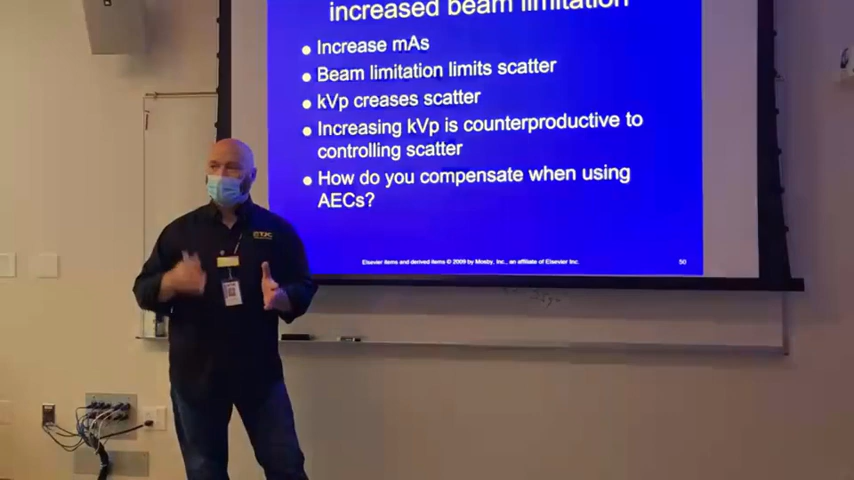 increased beam limitation
Increase mAs
Beam limitation limits scatter
kVp creases scatter
Increasing kVp is counterproductive to
controlling scatter
How do you compensate when using
AECs?
Elsevier items and derived items © 2009 by Mosby, Inc., an affiliate of Elsevier Inc.
50